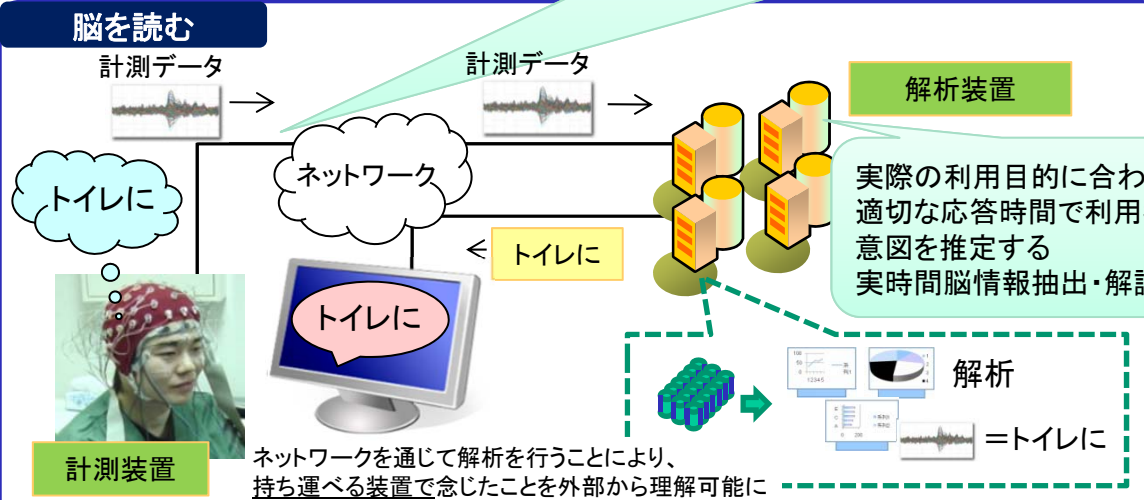 脳を読む
計測データ
計測データ
解析装置
ネットワーク
トイレに
実際の利用目的に合わ
適切な応答時間で利用
意図を推定する
実時間脳情報抽出・解
トイレに
トイレに
解析
=トイレに
計測装置
ネットワークを通じて解析を行うことにより、
持ち運べる装置で念じたことを外部から理解可能に